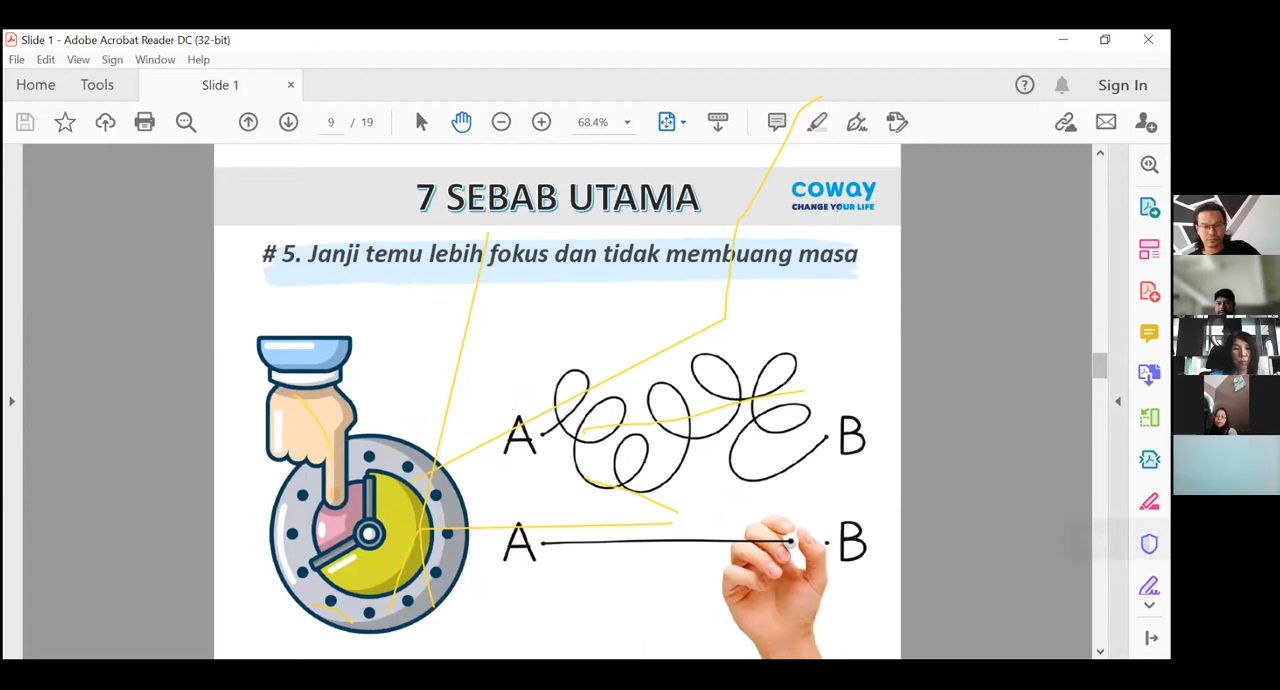 Slide 1 - Adobe Acrobat Reader DC (32-bit)
File Edit View Sign Window Help
Home Tools Slide 1 × Sign In
9 / 19 68.4%
7 SEBAB UTAMA
coway
CHANGE YOUR LIFE
# 5. Janji temu lebih fokus dan tidak membuang masa
A B
A B